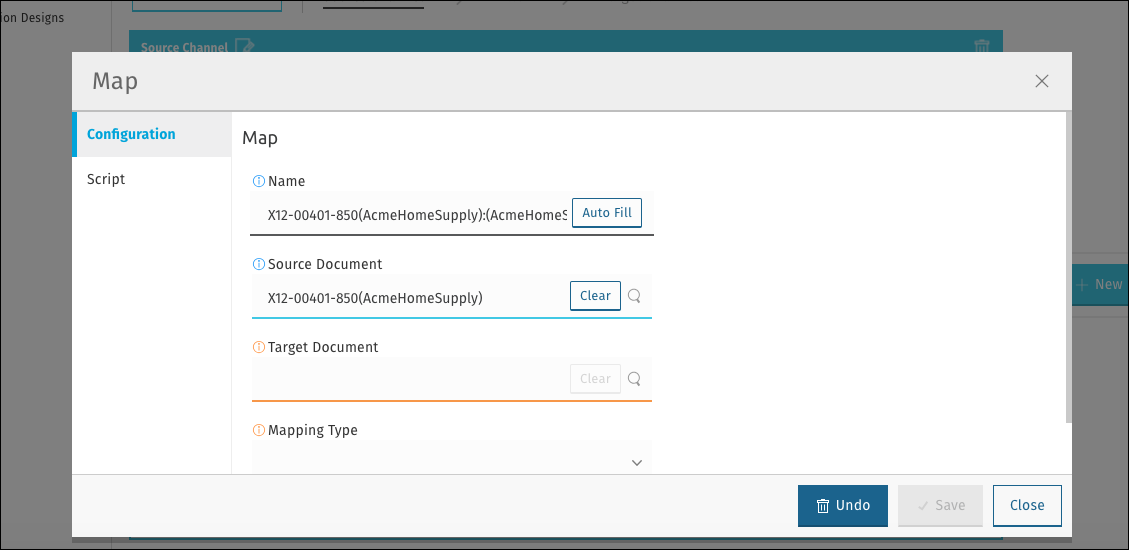 ion Designs
Source Channel
Map
Configuration
Script
Map
Name
X12-00401-850(AcmeHomeSupply):(AcmeHomeS
Auto Fill
Source Document
X12-00401-850(AcmeHomeSupply)
Clear
Target Document
Clear
Mapping Type
+ New
Undo
Save
Close